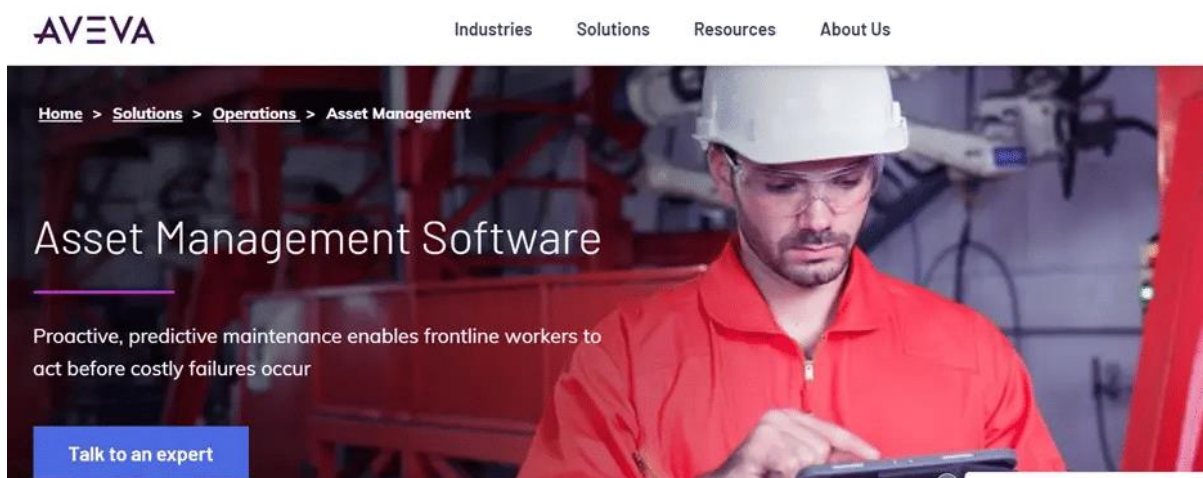 AVEVA
Industries Solutions Resources About Us
Home > Solutions > Operations > Asset Management
Asset Management Software
Proactive, predictive maintenance enables frontline workers to
act before costly failures occur
Talk to an expert